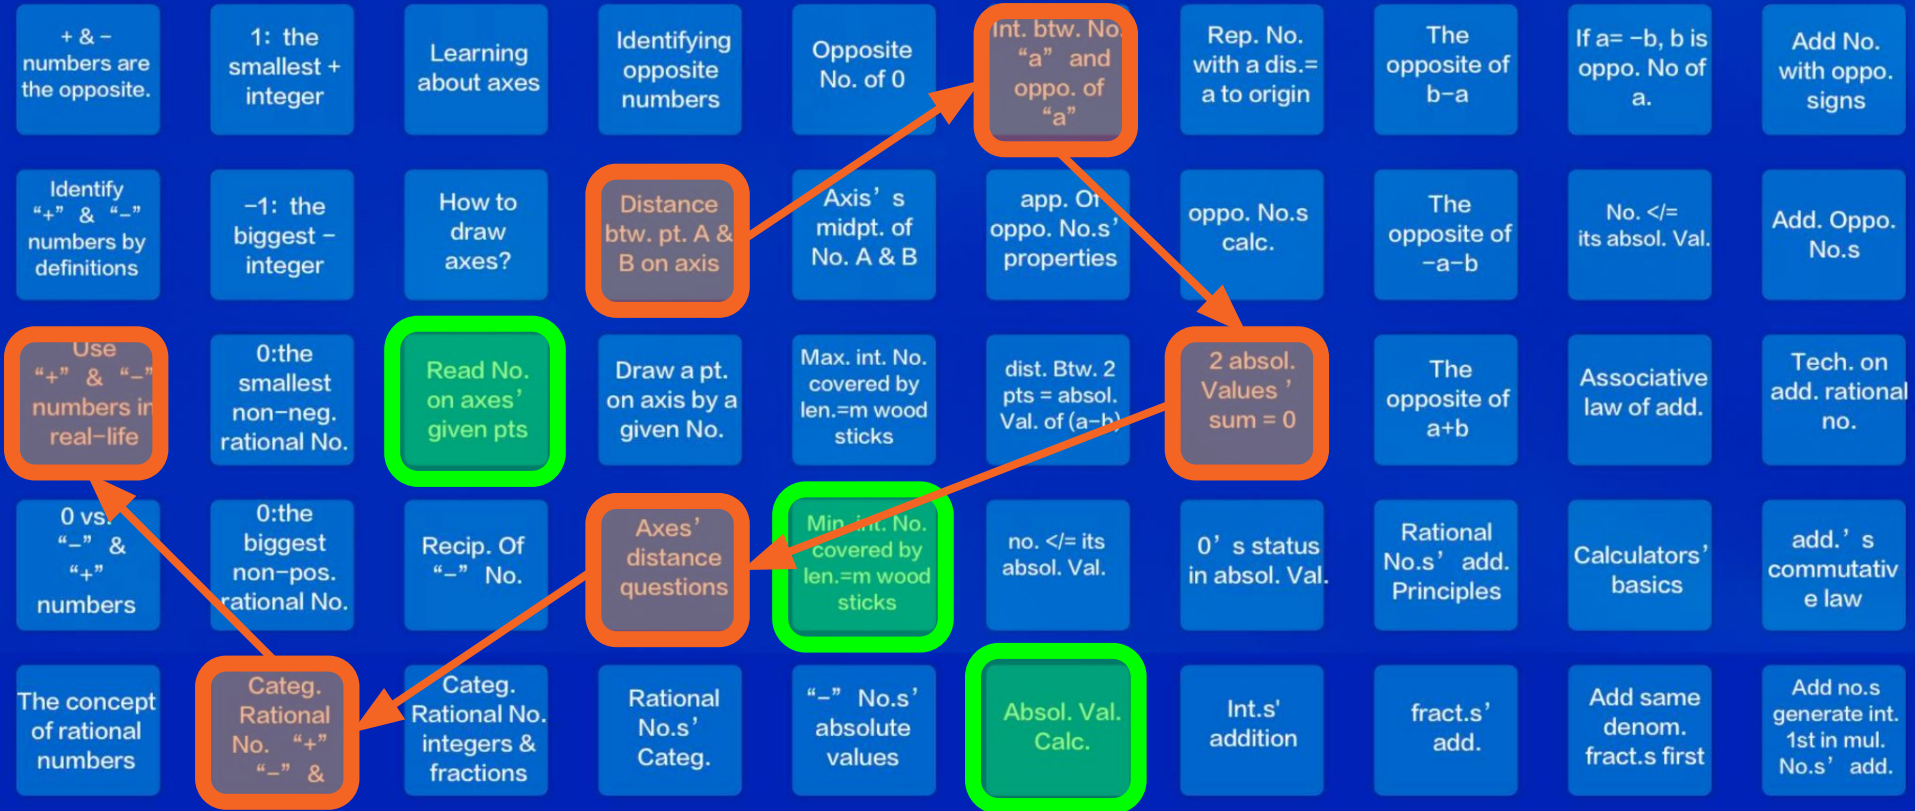 + & -
numbers are
the opposite.
1: the
smallest +
integer
Learning
about axes
Identifying
opposite
numbers
Opposite
No. of 0
Int. btw. No.
“a” and
oppo. of
“a”
Rep. No.
with a dis.=
a to origin
The
opposite of
b-a
If a= -b, b is
oppo. No of
a.
Add No.
with oppo.
signs
Identify
“+” & “-”
numbers by
definitions
-1: the
biggest -
integer
How to
draw
axes?
Distance
btw. pt. A &
B on axis
Axis’ s
midpt. of
No. A & B
app. Of
oppo. No.s’
properties
oppo. No.s
calc.
The
opposite of
-a-b
No. </=
its absol. Val.
Add. Oppo.
No.s
Use
“+” & “-”
numbers in
real-life
0:the
smallest
non-neg.
rational No.
Read No.
on axes’
given pts
Draw a pt.
on axis by a
given No.
Max. int. No.
covered by
len.=m wood
sticks
dist. Btw. 2
pts = absol.
Val. of (a-b)
2 absol.
Values ’
sum = 0
The
opposite of
a+b
Associative
law of add.
Tech. on
add. rational
no.
0 vs.
“-” &
“+”
numbers
0:the
biggest
non-pos.
rational No.
Recip. Of
“-” No.
Axes’
distance
questions
Min. int. No.
covered by
len.=m wood
sticks
no. </= its
absol. Val.
0’ s status
in absol. Val.
Rational
No.s’ add.
Principles
Calculators’
basics
add.’ s
commutativ
e law
The concept
of rational
numbers
Categ.
Rational
No. “+”
“-” &
Categ.
Rational No.
integers &
fractions
Rational
No.s’
Categ.
“-” No.s’
absolute
values
Absol. Val.
Calc.
Int.s'
addition
fract.s’
add.
Add same
denom.
fract.s first
Add no.s
generate int.
1st in mul.
No.s’ add.